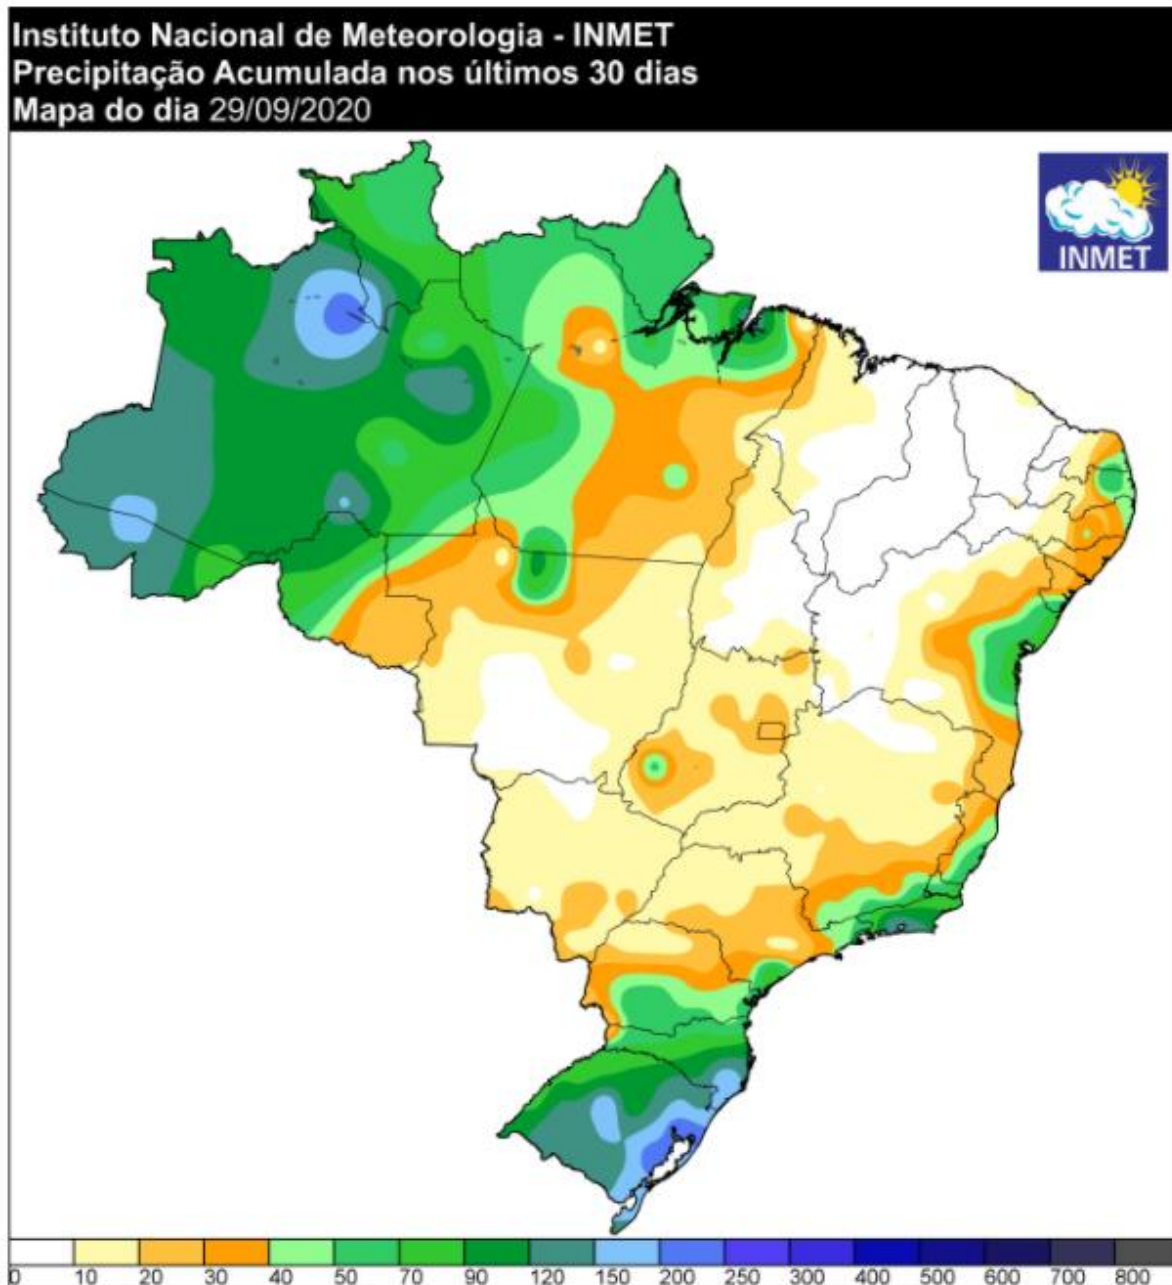 Instituto Nacional de Meteorologia - INMET
Precipitação Acumulada nos últimos 30 dias
Mapa do dia 29/09/2020
INMET
0 10 20 30 40 50 70 90 120 150 200 250 300 400 500 600 700 800